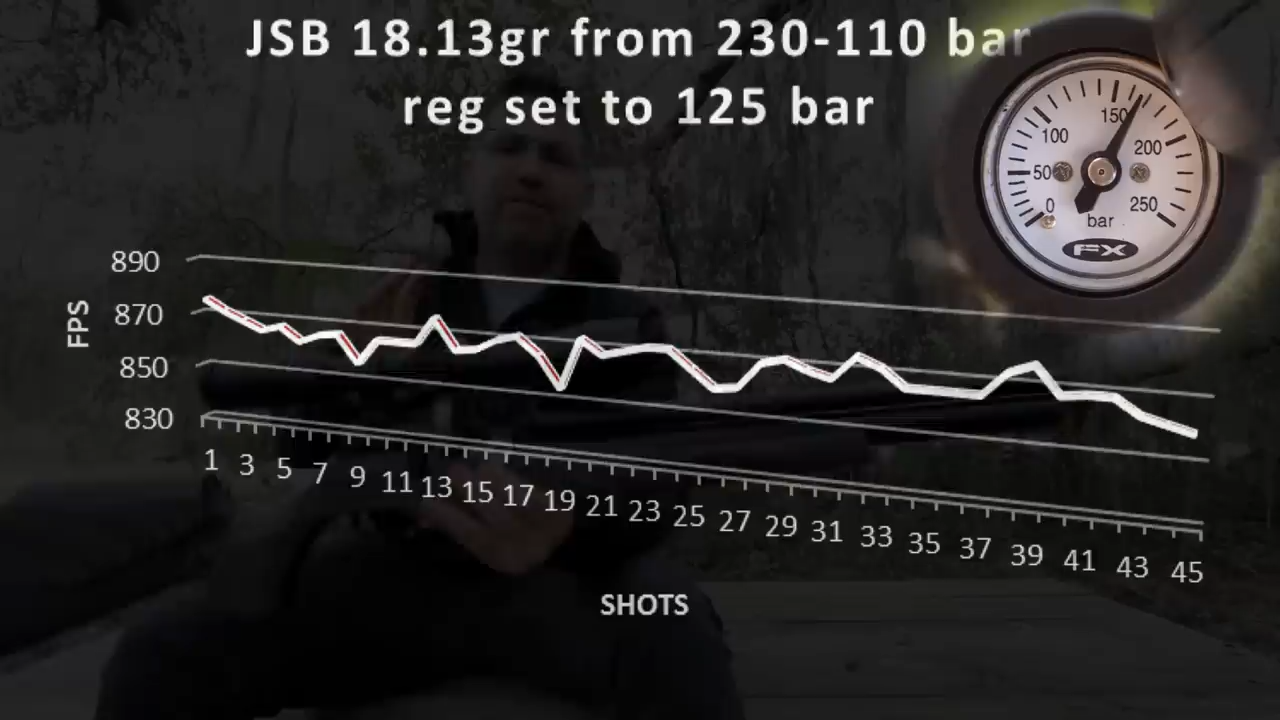 JSB 18.13gr from 230-110 bar
reg set to 125 bar
0
50
100
150
200
250
bar
FX
FPS
890
870
850
830
1 3 5 7 9 11 13 15 17 19 21 23 25 27 29 31 33 35 37 39 41 43 45
SHOTS